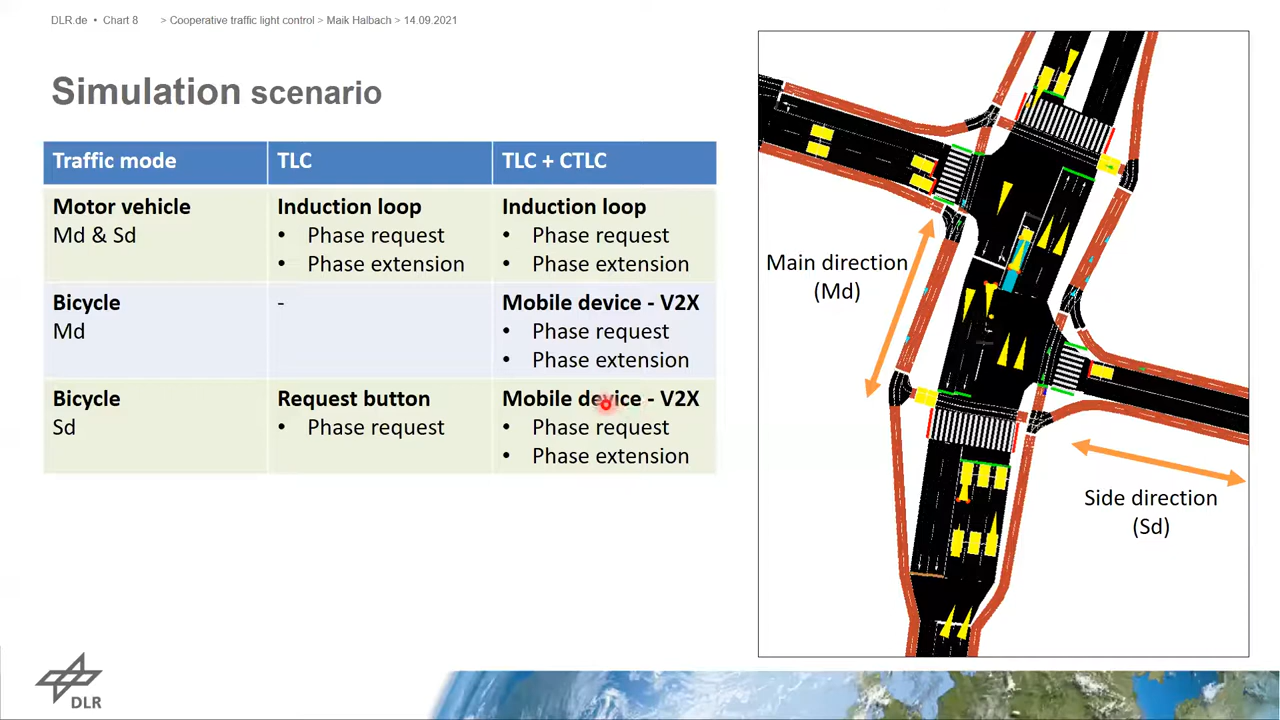 DLR.de • Chart 8 > Cooperative traffic light control > Maik Halbach > 14.09.2021
Simulation scenario
Traffic mode TLC TLC + CTLC
Motor vehicle Induction loop Induction loop
Md & Sd • Phase request • Phase request
• Phase extension • Phase extension
Bicycle - Mobile device - V2X
Md • Phase request
• Phase extension
Bicycle Request button Mobile device - V2X
Sd • Phase request • Phase request
• Phase extension
Main direction
(Md)
Side direction
(Sd)
DLR